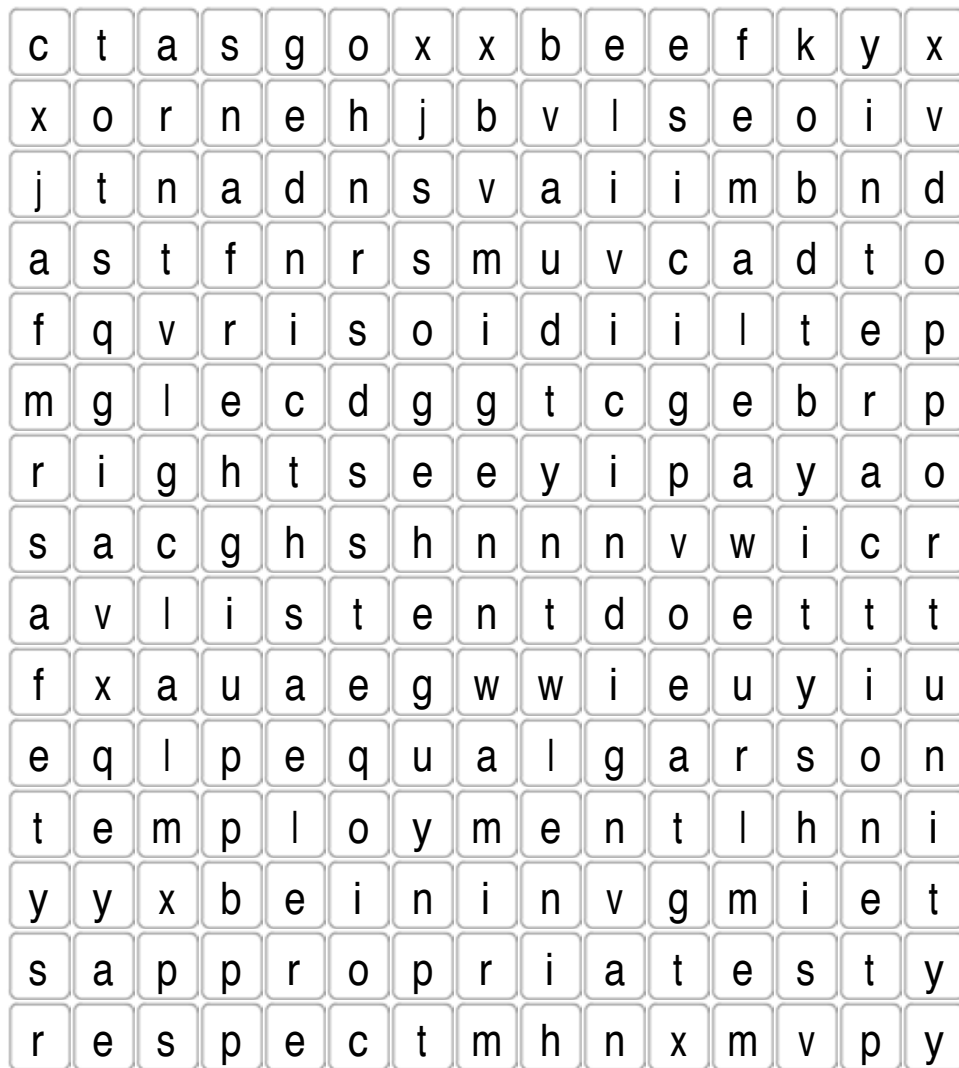 c t a s g o x x b e e f k y x
x o r n e h j b v l s e o i v
j t n a d n s v a i i m b n d
a s t f n r s m u v c a d t o
f q v r i s o i d i i l t e p
m g l e c d g g t c g e b r p
r i g h t s e e y i p a y a o
s a c g h s h n n n v w i c r
a v l i s t e n t d o e t t t
f x a u a e g w w i e u y i u
e q l p e q u a l g a r s o n
t e m p l o y m e n t l h n i
y y x b e i n i n v g m i e t
s a p p r o p r i a t e s t y
r e s p e c t m h n x m v p y